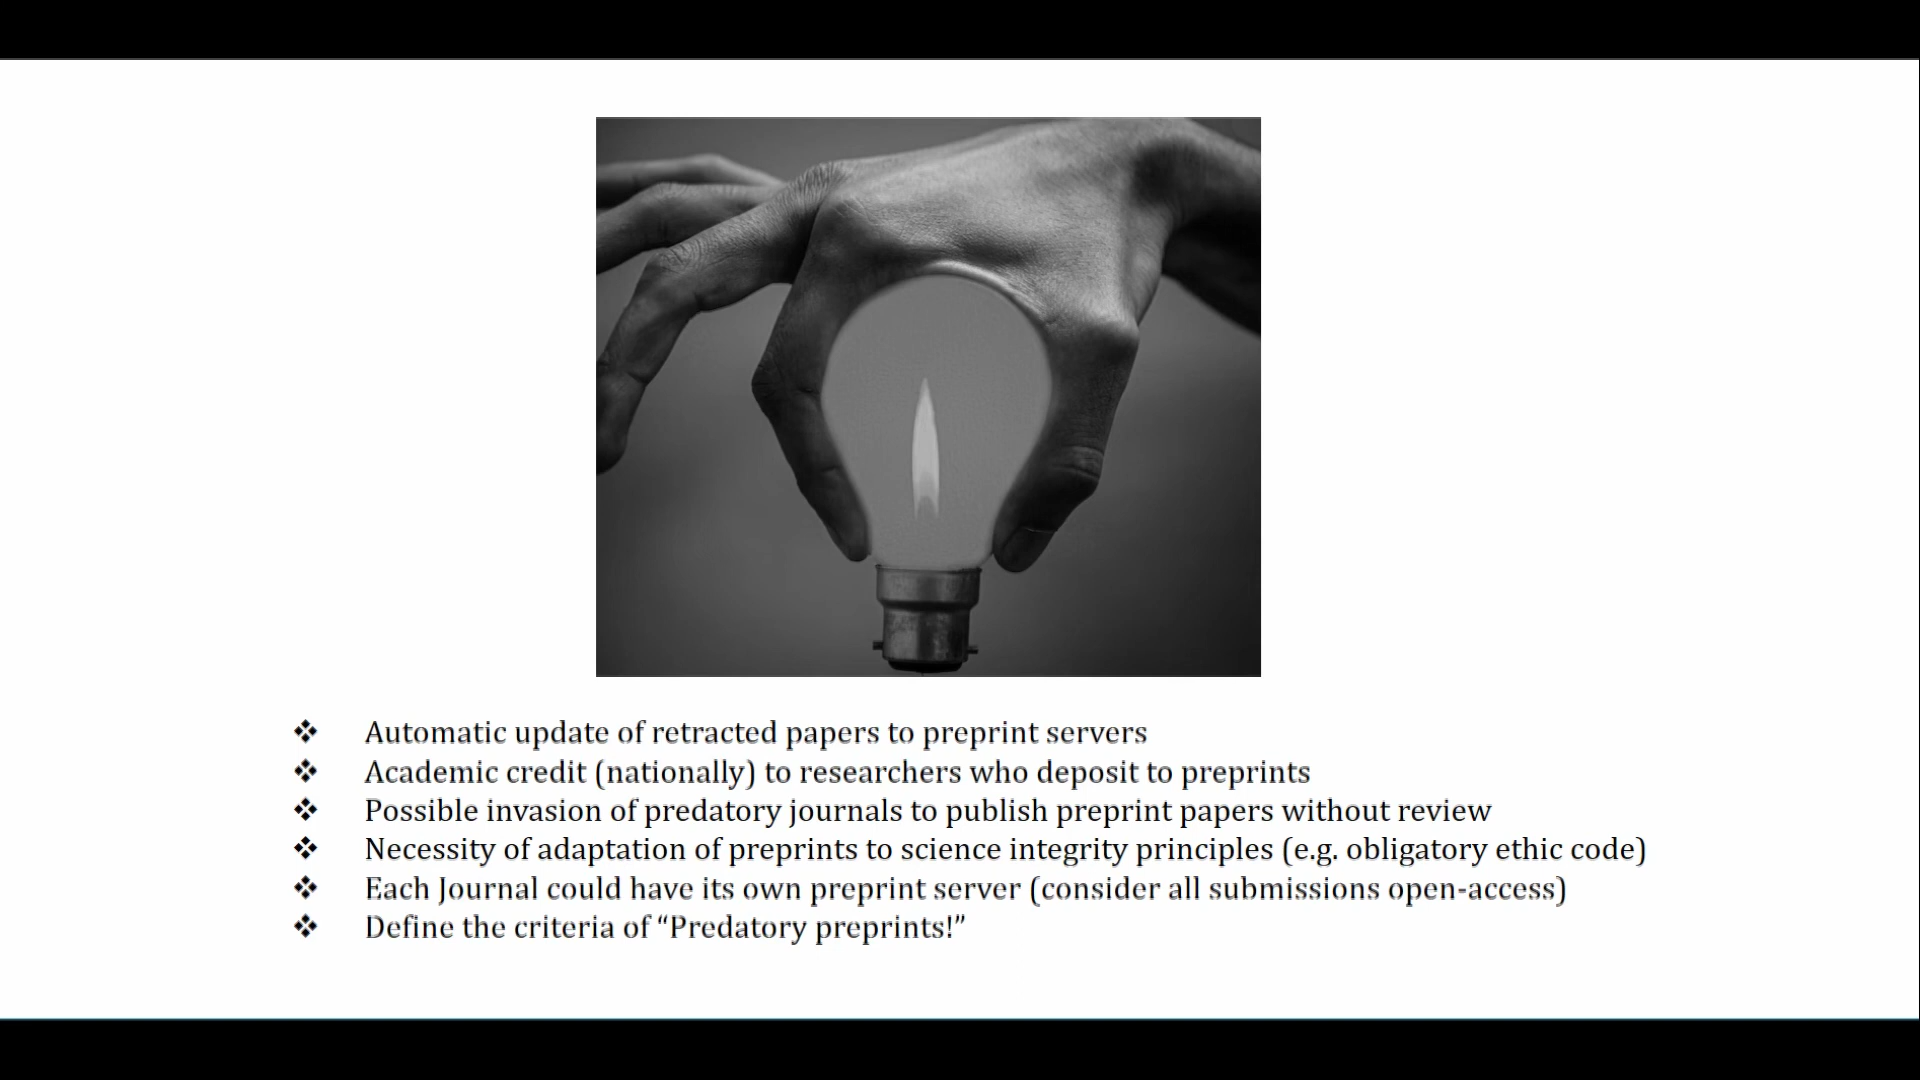 ❖ Automatic update of retracted papers to preprint servers
❖ Academic credit (nationally) to researchers who deposit to preprints
❖ Possible invasion of predatory journals to publish preprint papers without review
❖ Necessity of adaptation of preprints to science integrity principles (e.g. obligatory ethic code)
❖ Each Journal could have its own preprint server (consider all submissions open-access)
❖ Define the criteria of “Predatory preprints!”